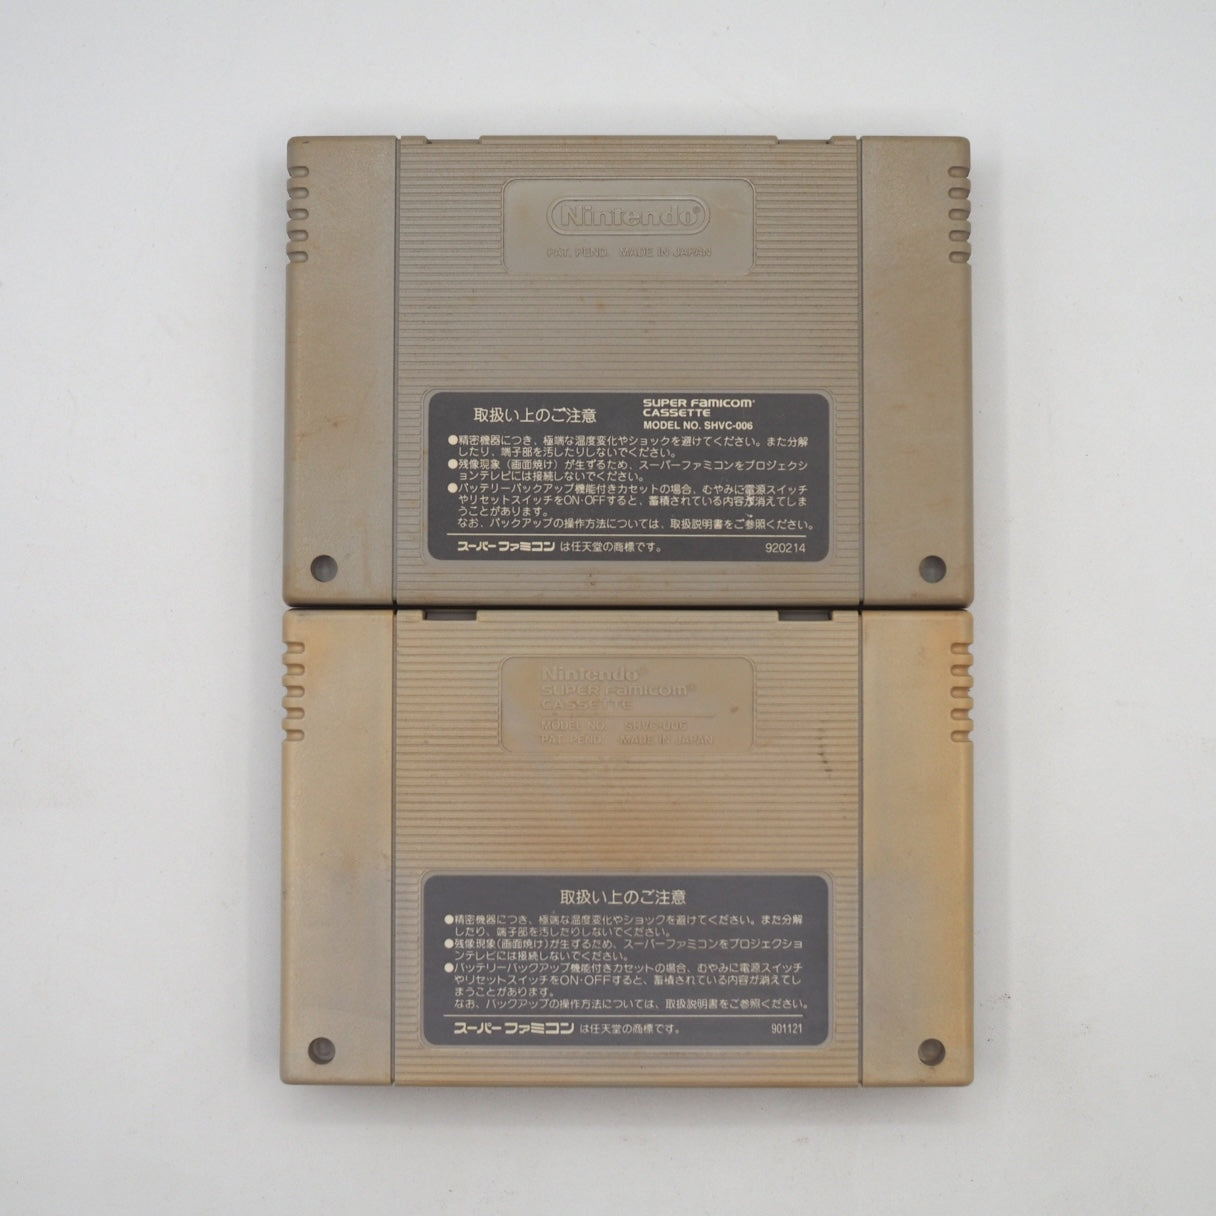 Nintendo®
PAT. PEND. MADE IN JAPAN
取扱い上のご注意
SUPER FAMICOM®
CASSETTE
MODEL NO. SHVC-006
●精密機器につき、極端な温度変化やショックを避けてください。また分解
したり、端子部を汚したりしないでください。
●残像現象(画面焼け)が生ずるため、スーパーファミコンをプロジェクシ
ョンテレビには接続しないでください。
●バッテリーバックアップ機能付きカセットの場合、むやみに電源スイッチ
やリセットスイッチをON・OFFすると、蓄積されている内容が消えてしま
うことがあります。
なお、バックアップの操作方法については、取扱説明書をご参照ください。
スーパーファミコン は任天堂の商標です。 920214
Nintendo®
SUPER FAMICOM®
CASSETTE
MODEL NO. SHVC-006
PAT. PEND. MADE IN JAPAN
取扱い上のご注意
●精密機器につき、極端な温度変化やショックを避けてください。また分解
したり、端子部を汚したりしないでください。
●残像現象(画面焼け)が生ずるため、スーパーファミコンをプロジェクショ
ンテレビには接続しないでください。
●バッテリーバックアップ機能付きカセットの場合、むやみに電源スイッチ
やリセットスイッチをON・OFFすると、蓄積されている内容が消えてし
まうことがあります。
なお、バックアップの操作方法については、取扱説明書をご参照ください。
スーパーファミコン は任天堂の商標です。 901121